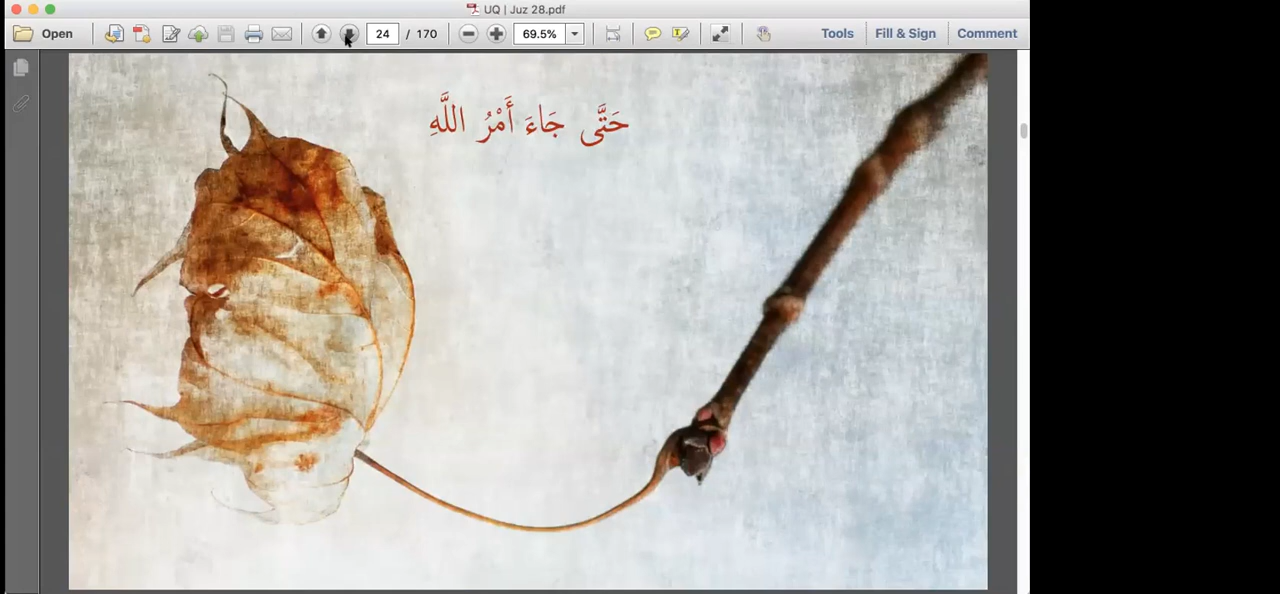 UQ | Juz 28.pdf
Open 24 / 170 69.5% Tools Fill & Sign Comment
حَتَّى جَاءَ أَمْرُ اللَّهِ